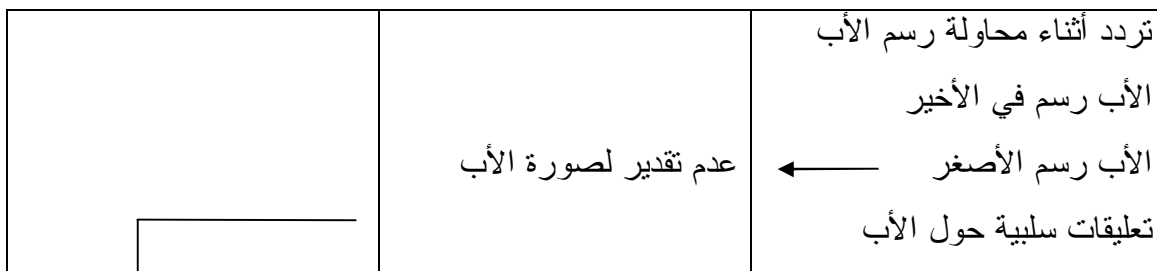 تردد أثناء محاولة رسم الأب
الأب رسم في الأخير
الأب رسم الأصغر
عدم تقدير لصورة الأب
تعليقات سلبية حول الأب